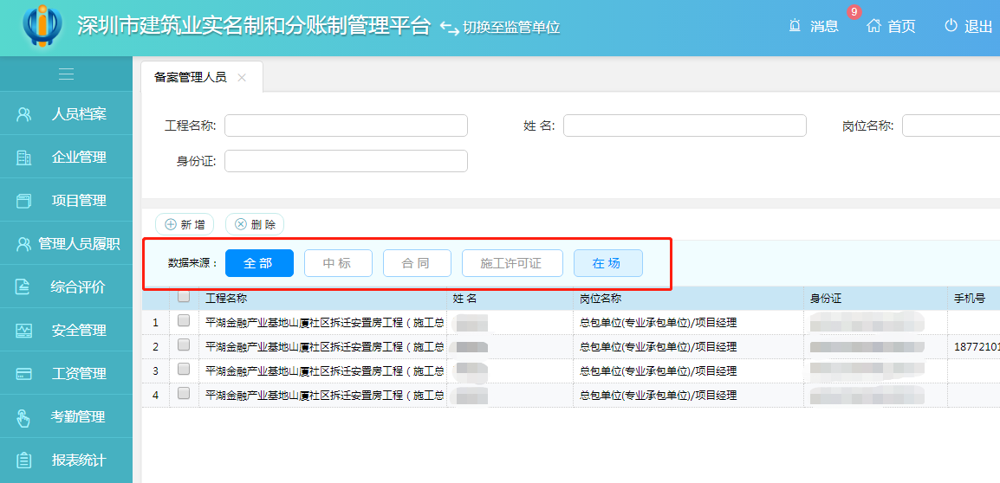 深圳市建筑业实名制和分账制管理平台 切换至监管单位 消息 9 首页 退出
备案管理人员
人员档案
企业管理
项目管理
管理人员履职
综合评价
安全管理
工资管理
考勤管理
报表统计
工程名称: 姓 名: 岗位名称:
身份证:
新 增 删 除
数据来源： 全 部 中 标 合 同 施工许可证 在 场
工程名称 姓 名 岗位名称 身份证 手机号
1 平湖金融产业基地山厦社区拆迁安置房工程（施工总 总包单位(专业承包单位)/项目经理
2 平湖金融产业基地山厦社区拆迁安置房工程（施工总 总包单位(专业承包单位)/项目经理 18772101
3 平湖金融产业基地山厦社区拆迁安置房工程（施工总 总包单位(专业承包单位)/项目经理
4 平湖金融产业基地山厦社区拆迁安置房工程（施工总 总包单位(专业承包单位)/项目经理